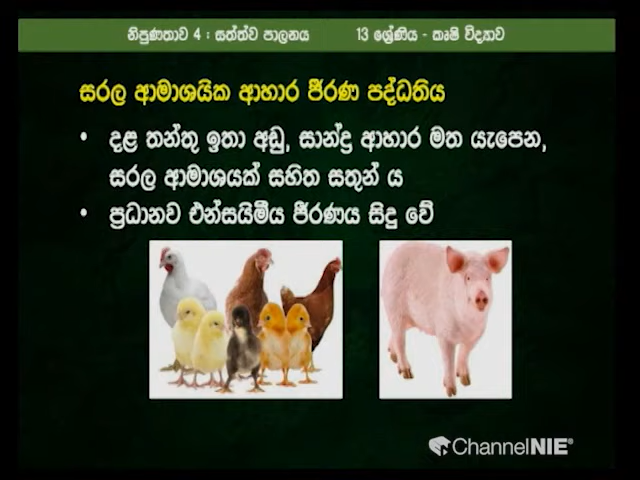 නිපුණතාව 4 : සත්ත්ව පාලනය 13 ශ්‍රේණිය - කෘෂි විද්‍යාව
සරල ආමාශයික ආහාර ජීරණ පද්ධතිය
• දළ තන්තු ඉතා අඩු, සාන්ද්‍ර ආහාර මත යැපෙන,
සරල ආමාශයක් සහිත සතුන් ය
• ප්‍රධානව එන්සයිමීය ජීරණය සිදු වේ
ChannelNIE®